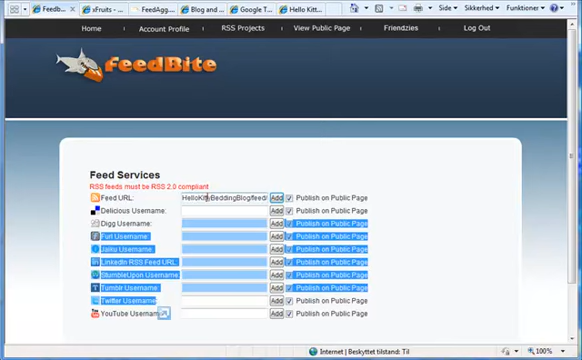 Feedb... xFruits - ... FeedAgg... Blog and ... Google T... Hello Kitt...
Side Sikkerhed Funktioner
Home Account Profile RSS Projects View Public Page Friendzies Log Out
FeedBite
Feed Services
RSS feeds must be RSS 2.0 compliant
Feed URL: HelloKittyBeddingBlogfeed/ Add Publish on Public Page
Delicious Username: Add Publish on Public Page
Digg Username: Add Publish on Public Page
Furl Username: Add Publish on Public Page
Jaiku Username: Add Publish on Public Page
LinkedIn RSS Feed URL: Add Publish on Public Page
StumbleUpon Username: Add Publish on Public Page
Tumblr Username: Add Publish on Public Page
Twitter Username: Add Publish on Public Page
YouTube Usernam Add Publish on Public Page
Internet | Beskyttet tilstand: Til 100%